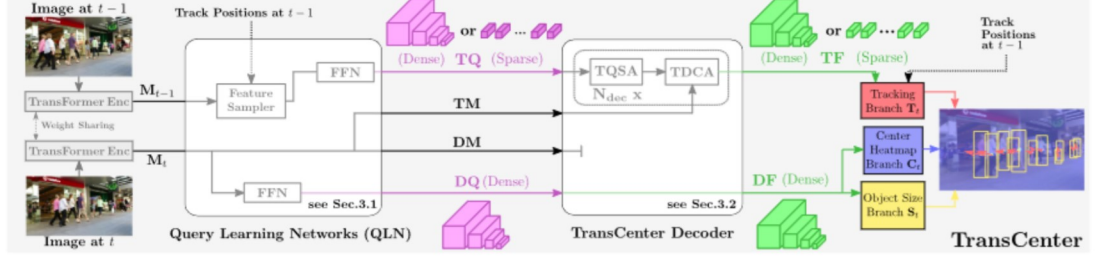 Image at t − 1
TransFormer Enc
Weight Sharing
TransFormer Enc
Image at t
M_{t−1}
M_t
Track Positions at t − 1
Feature
Sampler
FFN
FFN
see Sec.3.1
Query Learning Networks (QLN)
or ...
(Dense) TQ (Sparse)
TM
DM
DQ (Dense)
TQSA
TDCA
N_{dec} x
see Sec.3.2
TransCenter Decoder
or ...
(Dense) TF (Sparse)
DF (Dense)
Track
Positions
at t − 1
Tracking
Branch T_t
Center
Heatmap
Branch C_t
Object Size
Branch S_t
TransCenter